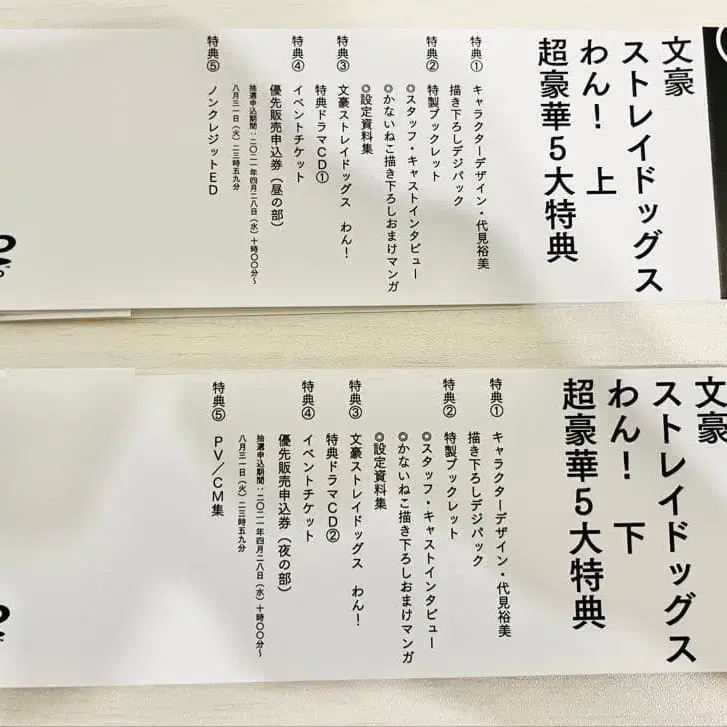 文豪
ストレイドッグス
わん! 上
超豪華5大特典
特典① キャラクターデザイン・代見裕美
描き下ろしデジパック
特典② 特製ブックレット
◎スタッフ・キャストインタビュー
◎かないねこ描き下ろしおまけマンガ
◎設定資料集
特典③ 文豪ストレイドッグス わん!
特典ドラマCD①
特典④ イベントチケット
優先販売申込券(昼の部)
抽選申込期間:二〇二一年四月二八日(水)十時〇〇分~
八月三一日(火)二三時五九分
特典⑤ ノンクレジットED
文豪
ストレイドッグス
わん! 下
超豪華5大特典
特典① キャラクターデザイン・代見裕美
描き下ろしデジパック
特典② 特製ブックレット
◎スタッフ・キャストインタビュー
◎かないねこ描き下ろしおまけマンガ
◎設定資料集
特典③ 文豪ストレイドッグス わん!
特典ドラマCD②
特典④ イベントチケット
優先販売申込券(夜の部)
抽選申込期間:二〇二一年四月二八日(水)十時〇〇分~
八月三一日(火)二三時五九分
特典⑤ PV/CM集